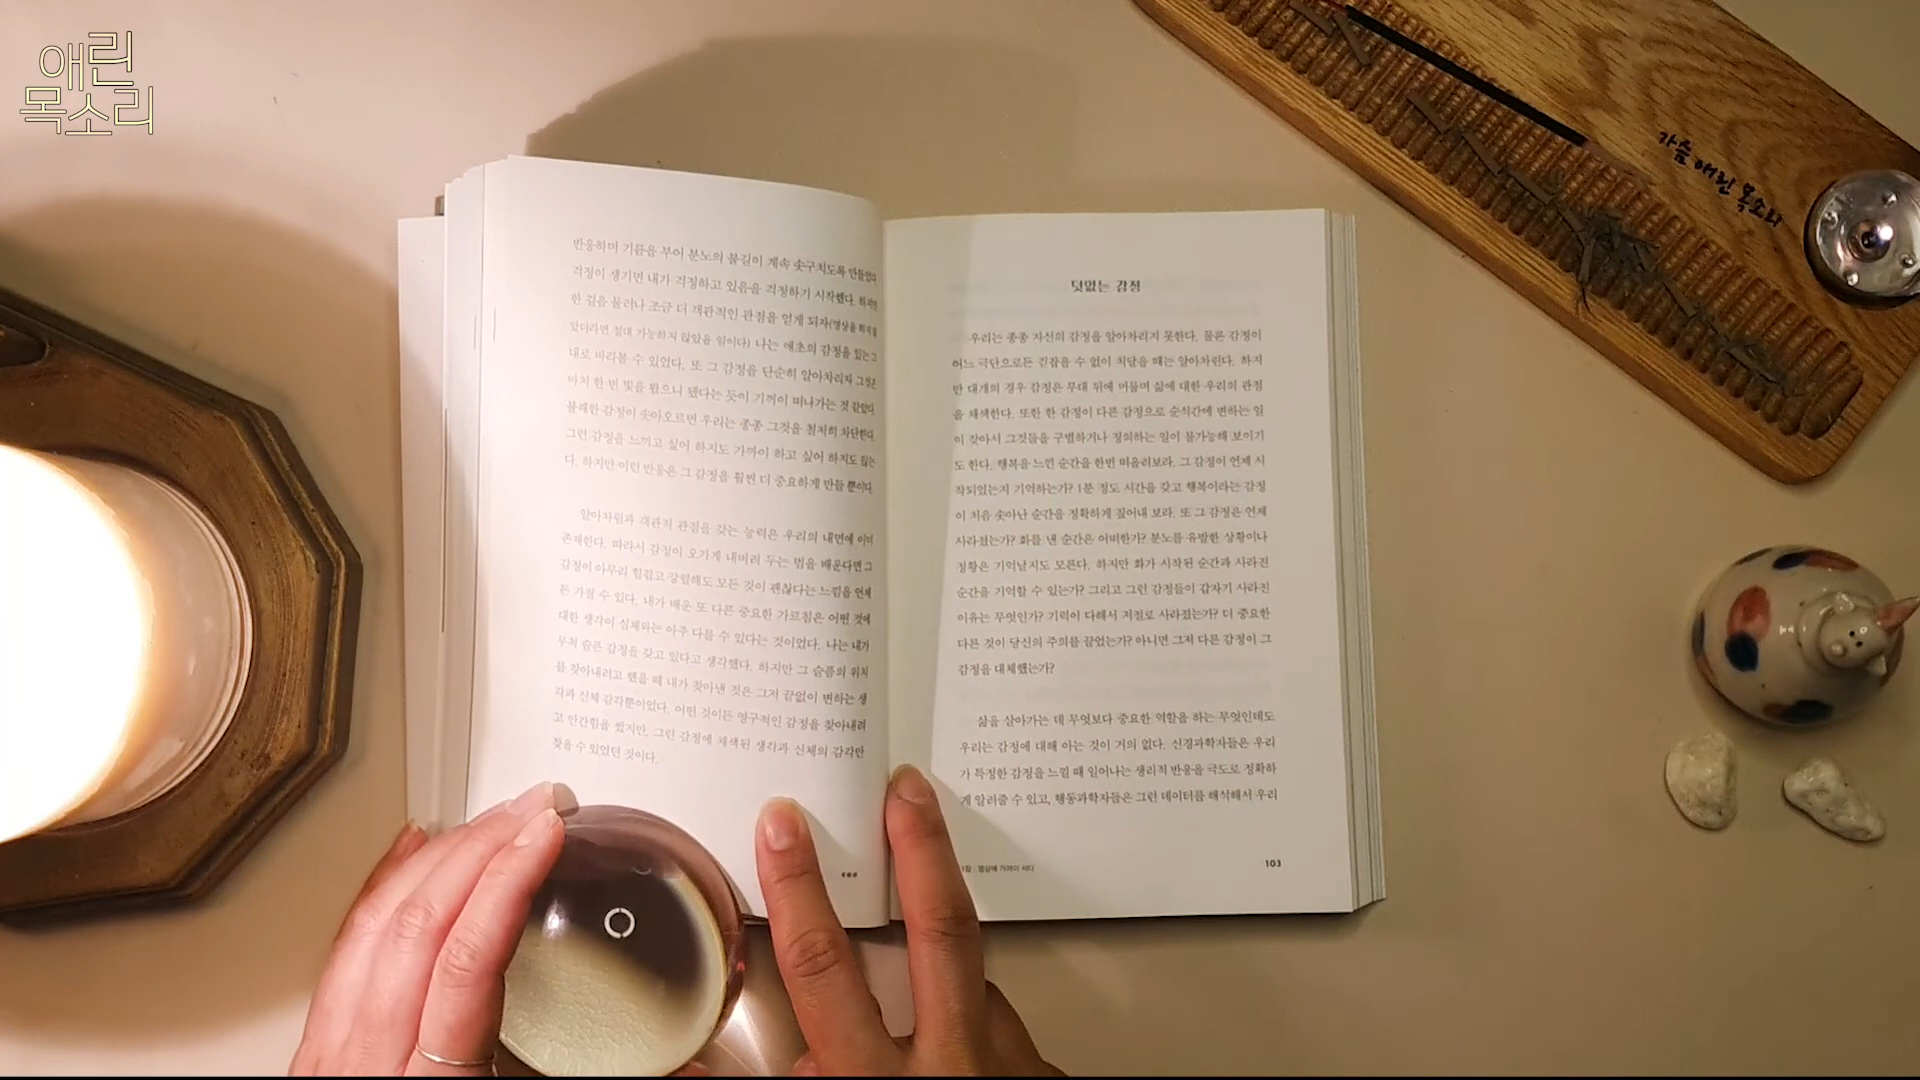 애린
목소리
가슴 애린 목소리
반응하며 기름을 부어 분노의 불길이 계속 솟구치도록 만들었다.
걱정이 생기면 내가 걱정하고 있음을 걱정하기 시작했다. 하지만
한 걸음 물러나 조금 더 객관적인 관점을 얻게 되자(명상을 하지 않
았더라면 절대 가능하지 않았을 일이다) 나는 애초의 감정을 있는 그
대로 바라볼 수 있었다. 또 그 감정을 단순히 알아차리자 그것은
마치 한 번 빛을 봤으니 됐다는 듯이 기꺼이 떠나가는 것 같았다.
불쾌한 감정이 솟아오르면 우리는 종종 그것을 철저히 차단한다.
그런 감정을 느끼고 싶어 하지도 가까이 하고 싶어 하지도 않는
다. 하지만 이런 반응은 그 감정을 훨씬 더 중요하게 만들 뿐이다.
알아차림과 객관적 관점을 갖는 능력은 우리의 내면에 이미
존재한다. 따라서 감정이 오가게 내버려 두는 법을 배운다면 그
감정이 아무리 힘겹고 강렬해도 모든 것이 괜찮다는 느낌을 언제
든 가질 수 있다. 내가 배운 또 다른 중요한 가르침은 어떤 것에
대한 생각이 실체와는 아주 다를 수 있다는 것이었다. 나는 내가
무척 슬픈 감정을 갖고 있다고 생각했다. 하지만 그 슬픔의 위치
를 찾아내려고 했을 때 내가 찾아낸 것은 그저 끝없이 변하는 생
각과 신체 감각뿐이었다. 어떤 것이든 영구적인 감정을 찾아내려
고 안간힘을 썼지만, 그런 감정에 채색된 생각과 신체의 감각만
찾을 수 있었던 것이다.
덧없는 감정
우리는 종종 자신의 감정을 알아차리지 못한다. 물론 감정이
어느 극단으로든 걷잡을 수 없이 치달을 때는 알아차린다. 하지
만 대개의 경우 감정은 무대 뒤에 머물며 삶에 대한 우리의 관점
을 채색한다. 또한 한 감정이 다른 감정으로 순식간에 변하는 일
이 잦아서 그것들을 구별하거나 정의하는 일이 불가능해 보이기
도 한다. 행복을 느낀 순간을 한번 떠올려보라. 그 감정이 언제 시
작되었는지 기억하는가? 1분 정도 시간을 갖고 행복이라는 감정
이 처음 솟아난 순간을 정확하게 짚어내 보라. 또 그 감정은 언제
사라졌는가? 화를 낸 순간은 어떠한가? 분노를 유발한 상황이나
정황은 기억날지도 모른다. 하지만 화가 시작된 순간과 사라진
순간을 기억할 수 있는가? 그리고 그런 감정들이 갑자기 사라진
이유는 무엇인가? 기력이 다해서 저절로 사라졌는가? 더 중요한
다른 것이 당신의 주의를 끌었는가? 아니면 그저 다른 감정이 그
감정을 대체했는가?
삶을 살아가는 데 무엇보다 중요한 역할을 하는 무엇인데도
우리는 감정에 대해 아는 것이 거의 없다. 신경과학자들은 우리
가 특정한 감정을 느낄 때 일어나는 생리적 반응을 극도로 정확하
게 알려줄 수 있고, 행동과학자들은 그런 데이터를 해석해서 우리
명상에 가까이 서다
103